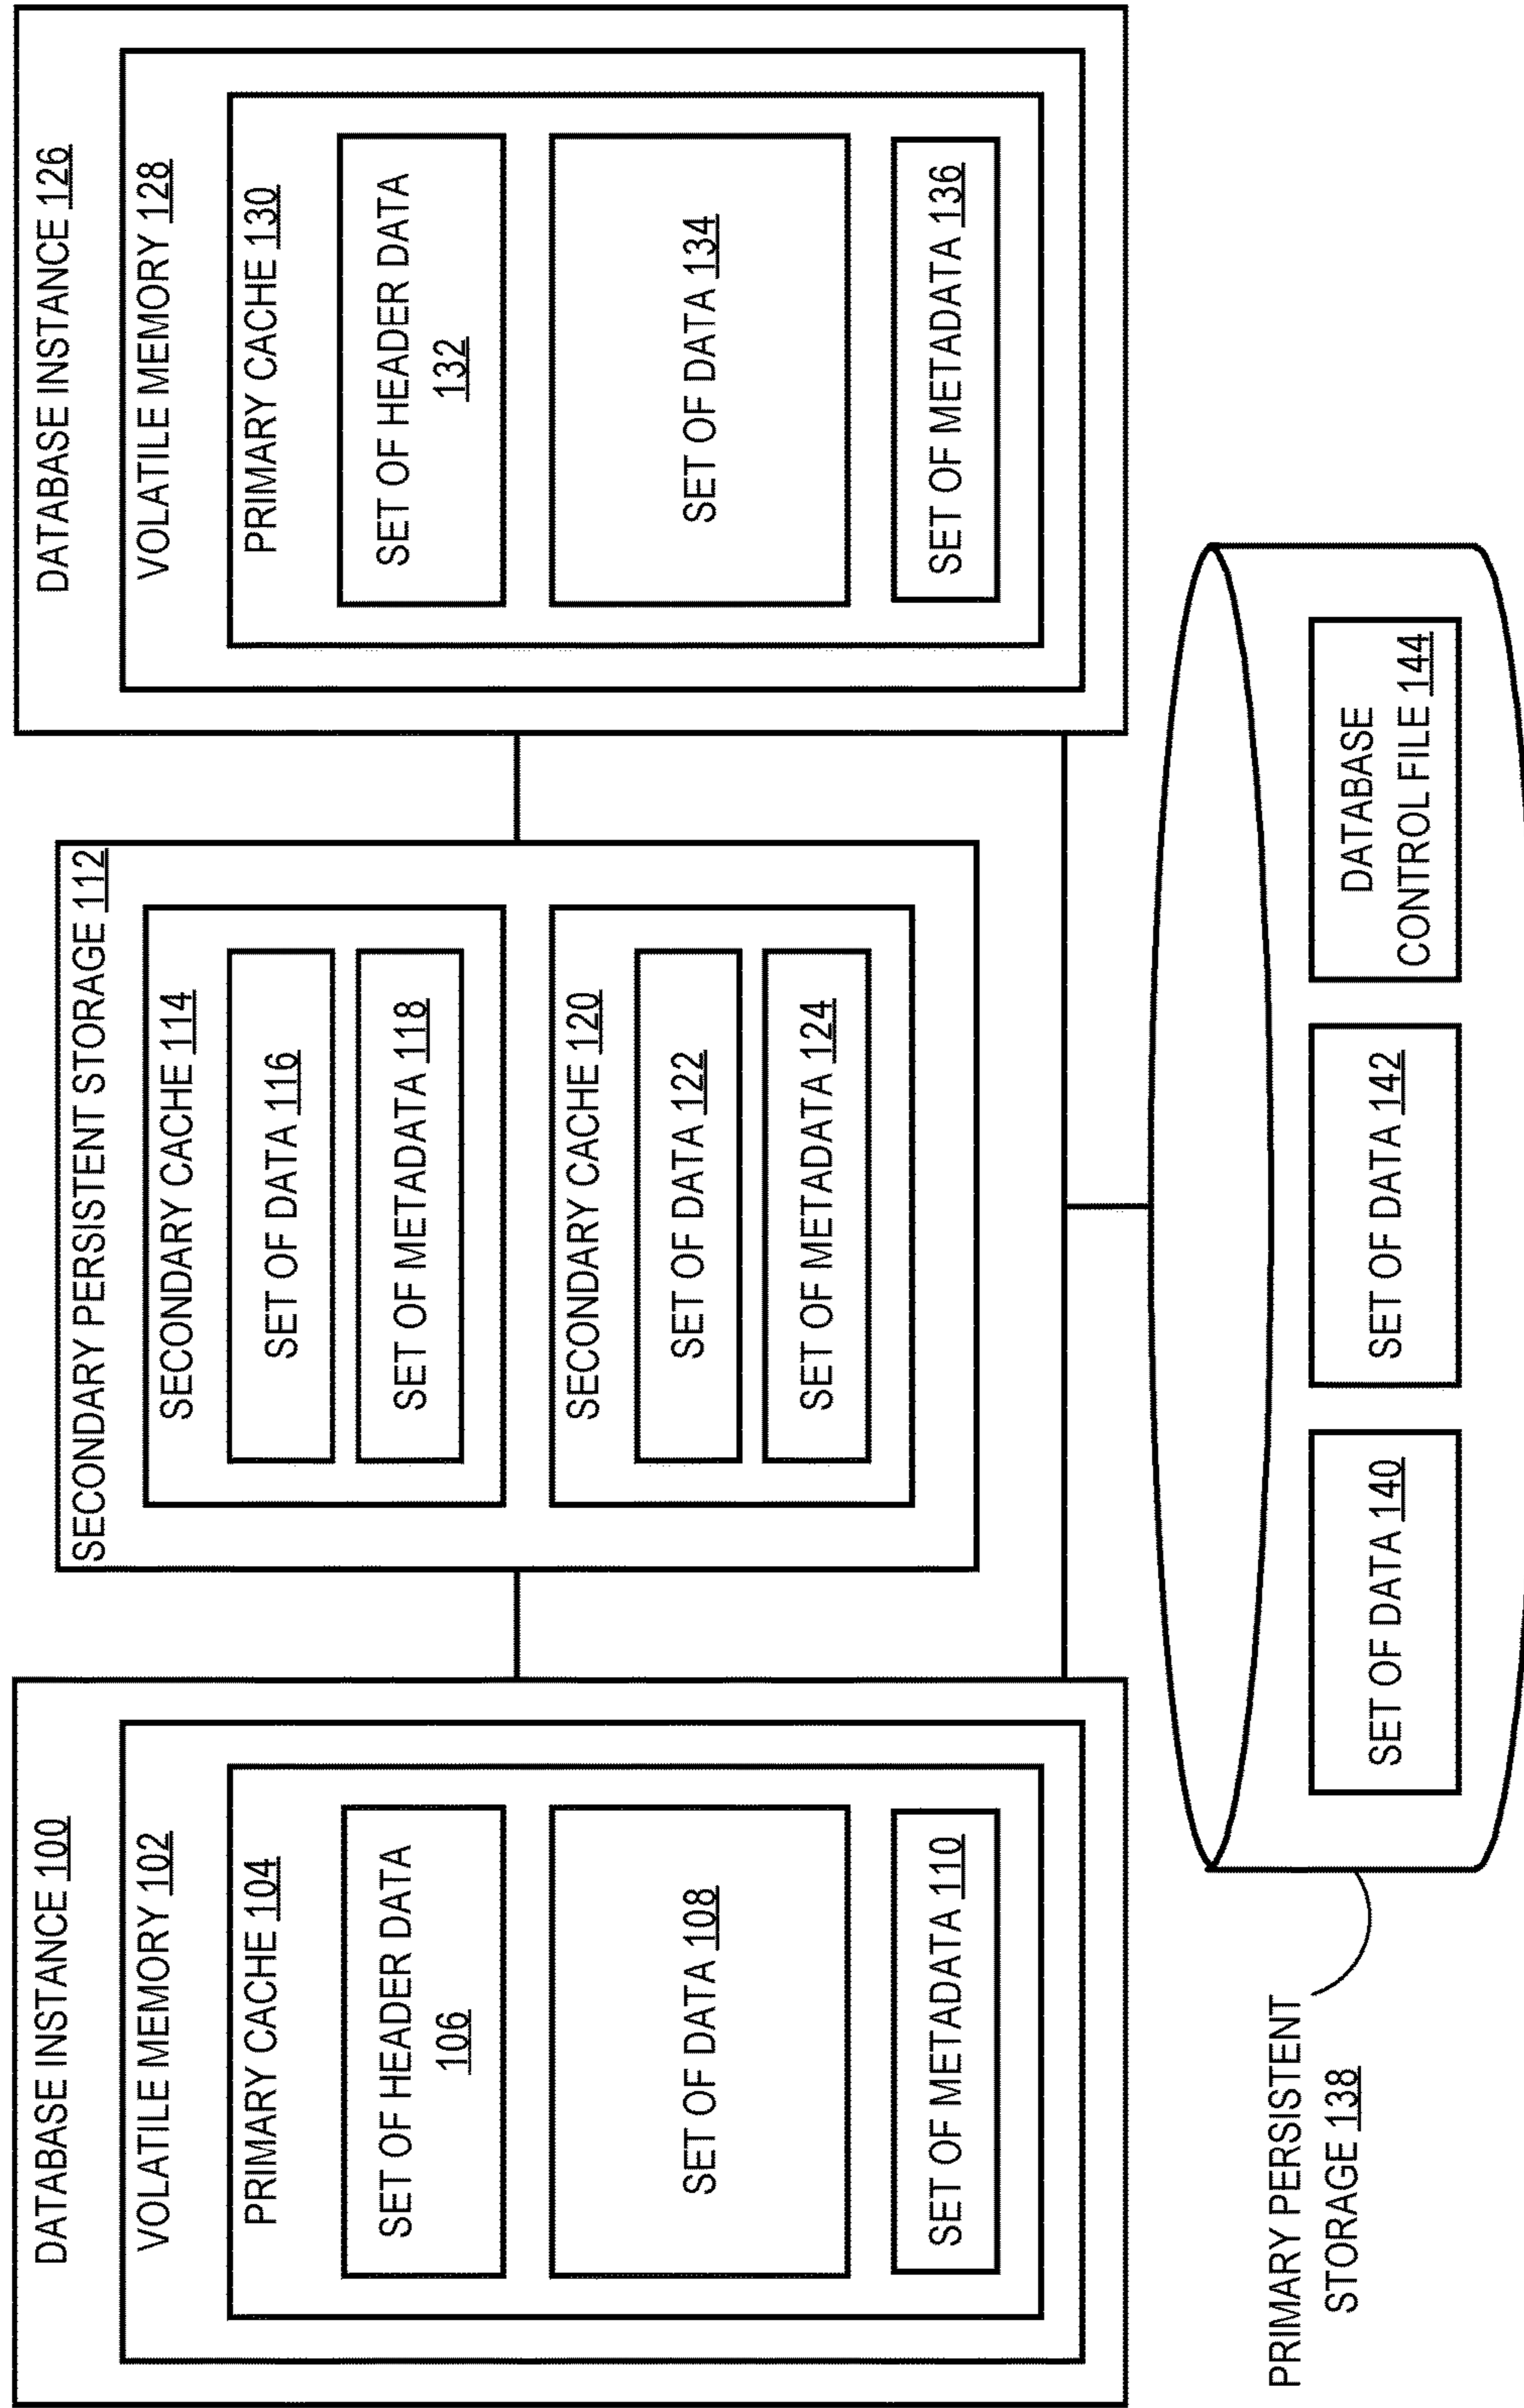 DATABASE INSTANCE 100
VOLATILE MEMORY 102
PRIMARY CACHE 104
SET OF HEADER DATA
106
SET OF DATA 108
SET OF METADATA 110
SECONDARY PERSISTENT STORAGE 112
SECONDARY CACHE 114
SET OF DATA 116
SET OF METADATA 118
SECONDARY CACHE 120
SET OF DATA 122
SET OF METADATA 124
DATABASE INSTANCE 126
VOLATILE MEMORY 128
PRIMARY CACHE 130
SET OF HEADER DATA
132
SET OF DATA 134
SET OF METADATA 136
PRIMARY PERSISTENT
STORAGE 138
SET OF DATA 140
SET OF DATA 142
DATABASE
CONTROL FILE 144